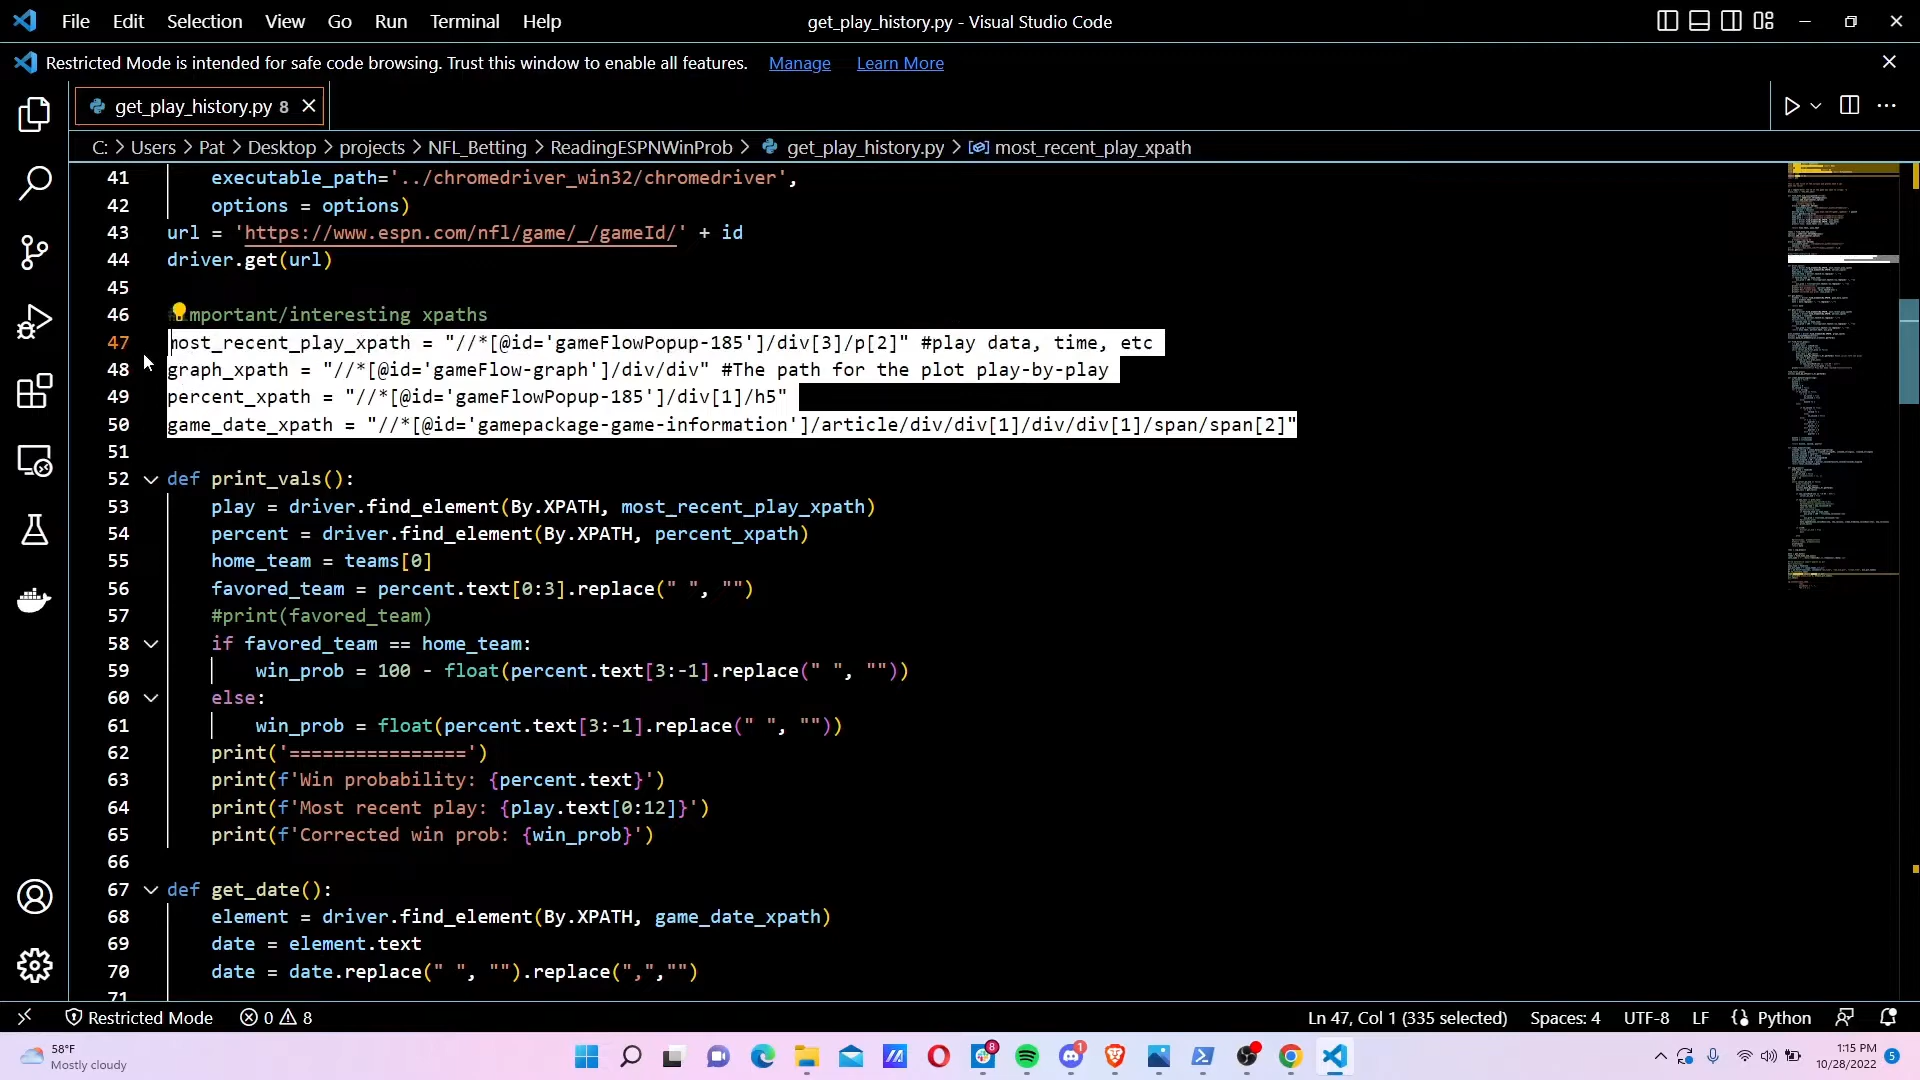 File Edit Selection View Go Run Terminal Help get_play_history.py - Visual Studio Code
Restricted Mode is intended for safe code browsing. Trust this window to enable all features. Manage Learn More
get_play_history.py 8
C: > Users > Pat > Desktop > projects > NFL_Betting > ReadingESPNWinProb > get_play_history.py > most_recent_play_xpath
41 executable_path='../chromedriver_win32/chromedriver',
42 options = options)
43 url = 'https://www.espn.com/nfl/game/_/gameId/' + id
44 driver.get(url)
45
46 mportant/interesting xpaths
47 most_recent_play_xpath = "//*[@id='gameFlowPopup-185']/div[3]/p[2]" #play data, time, etc
48 graph_xpath = "//*[@id='gameFlow-graph']/div/div" #The path for the plot play-by-play
49 percent_xpath = "//*[@id='gameFlowPopup-185']/div[1]/h5"
50 game_date_xpath = "//*[@id='gamepackage-game-information']/article/div/div[1]/div/div[1]/span/span[2]"
51
52 def print_vals():
53 play = driver.find_element(By.XPATH, most_recent_play_xpath)
54 percent = driver.find_element(By.XPATH, percent_xpath)
55 home_team = teams[0]
56 favored_team = percent.text[0:3].replace(" ", "")
57 #print(favored_team)
58 if favored_team == home_team:
59 win_prob = 100 - float(percent.text[3:-1].replace(" ", ""))
60 else:
61 win_prob = float(percent.text[3:-1].replace(" ", ""))
62 print('================')
63 print(f'Win probability: {percent.text}')
64 print(f'Most recent play: {play.text[0:12]}')
65 print(f'Corrected win prob: {win_prob}')
66
67 def get_date():
68 element = driver.find_element(By.XPATH, game_date_xpath)
69 date = element.text
70 date = date.replace(" ", "").replace(",","")
71
Restricted Mode 0 8 Ln 47, Col 1 (335 selected) Spaces: 4 UTF-8 LF Python
58°F
Mostly cloudy
8
1
1:15 PM
10/28/2022
5